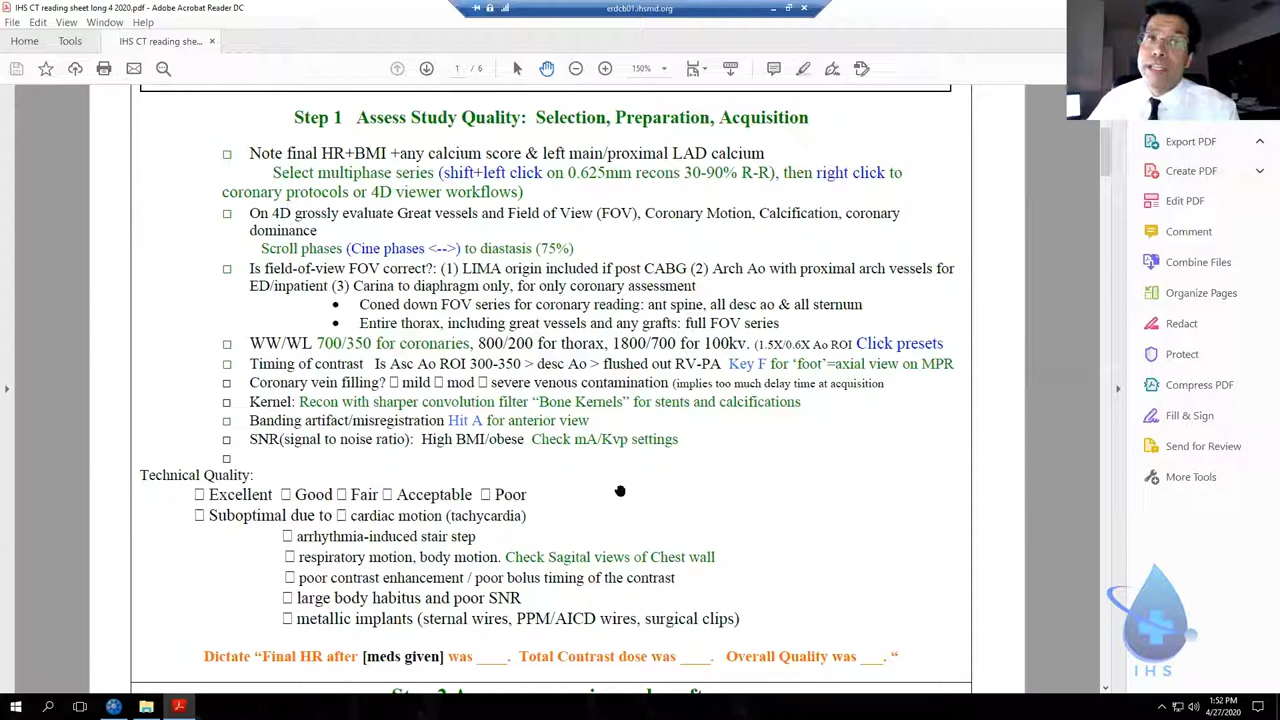 IHS CT reading sheet long 4 2020.pdf - Adobe Acrobat Reader DC
erdcb01.ihsmd.org
File Edit View Window Help
Home Tools IHS CT reading she... ×
1 / 6 150%
Step 1 Assess Study Quality: Selection, Preparation, Acquisition
□ Note final HR+BMI +any calcium score & left main/proximal LAD calcium
Select multiphase series (shift+left click on 0.625mm recons 30-90% R-R), then right click to
coronary protocols or 4D viewer workflows)
□ On 4D grossly evaluate Great vessels and Field of View (FOV), Coronary Motion, Calcification, coronary
dominance
Scroll phases (Cine phases <-->) to diastasis (75%)
□ Is field-of-view FOV correct?: (1) LIMA origin included if post CABG (2) Arch Ao with proximal arch vessels for
ED/inpatient (3) Carina to diaphragm only, for only coronary assessment
• Coned down FOV series for coronary reading: ant spine, all desc ao & all sternum
• Entire thorax, including great vessels and any grafts: full FOV series
□ WW/WL 700/350 for coronaries, 800/200 for thorax, 1800/700 for 100kv. (1.5X/0.6X Ao ROI Click presets
□ Timing of contrast Is Asc Ao ROI 300-350 > desc Ao > flushed out RV-PA Key F for ‘foot’=axial view on MPR
□ Coronary vein filling? □ mild □ mod □ severe venous contamination (implies too much delay time at acquisition
□ Kernel: Recon with sharper convolution filter “Bone Kernels” for stents and calcifications
□ Banding artifact/misregistration Hit A for anterior view
□ SNR(signal to noise ratio): High BMI/obese Check mA/Kvp settings
□
Technical Quality:
□ Excellent □ Good □ Fair □ Acceptable □ Poor
□ Suboptimal due to □ cardiac motion (tachycardia)
□ arrhythmia-induced stair step
□ respiratory motion, body motion. Check Sagital views of Chest wall
□ poor contrast enhancement / poor bolus timing of the contrast
□ large body habitus and poor SNR
□ metallic implants (sternal wires, PPM/AICD wires, surgical clips)
Dictate “Final HR after [meds given] was ____. Total Contrast dose was ____. Overall Quality was ___. “
Export PDF
Create PDF
Edit PDF
Comment
Combine Files
Organize Pages
Redact
Protect
Compress PDF
Fill & Sign
Send for Review
More Tools
IHS
1:52 PM
4/27/2020